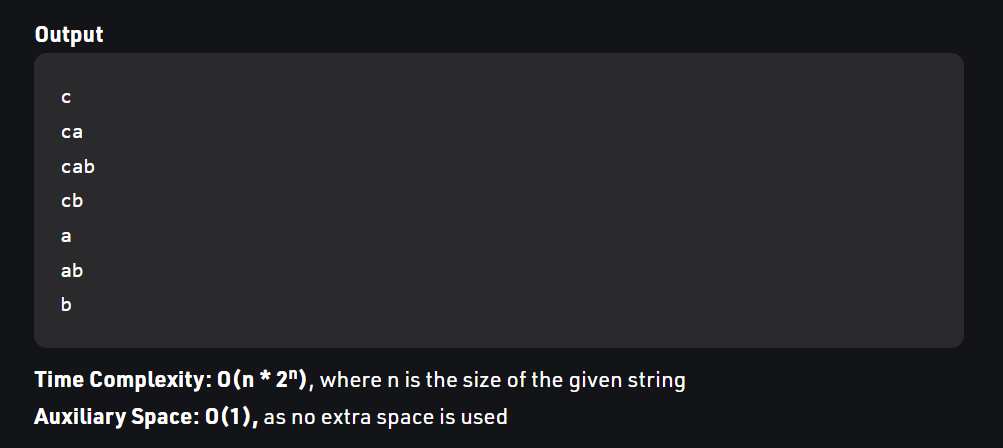 Output
c
ca
cab
cb
a
ab
b
Time Complexity: O(n * 2ⁿ), where n is the size of the given string
Auxiliary Space: O(1), as no extra space is used